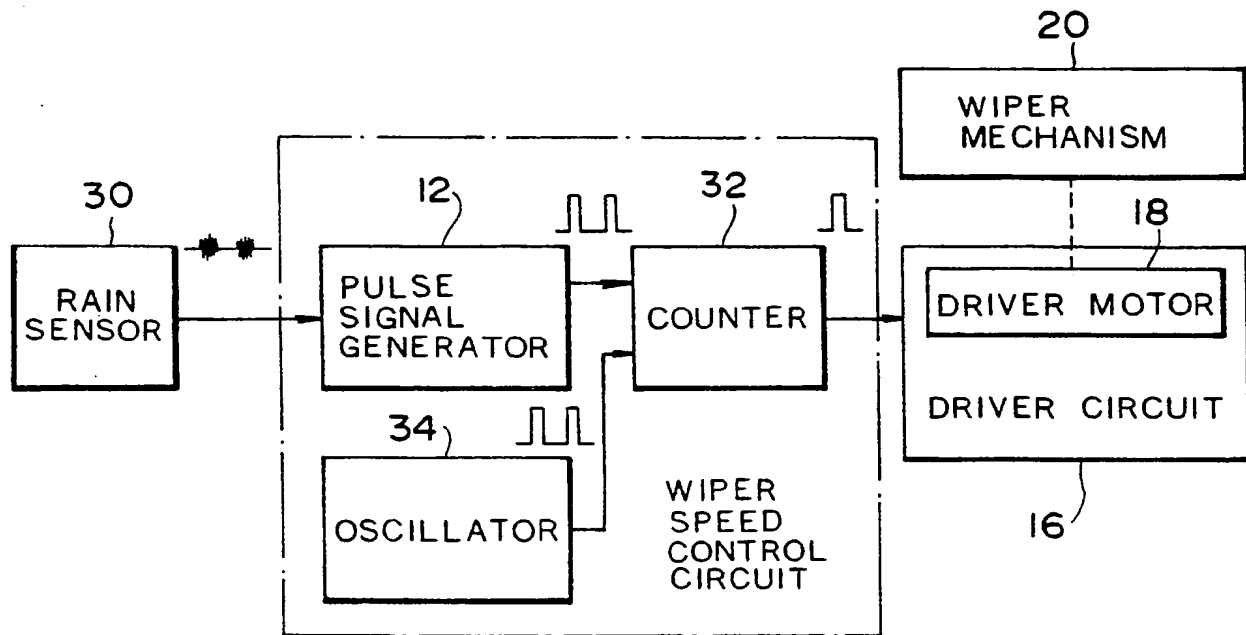 20
WIPER
MECHANISM
30
12
32
18
RAIN
SENSOR
PULSE
SIGNAL
GENERATOR
COUNTER
DRIVER MOTOR
DRIVER CIRCUIT
34
OSCILLATOR
WIPER
SPEED
CONTROL
CIRCUIT
16